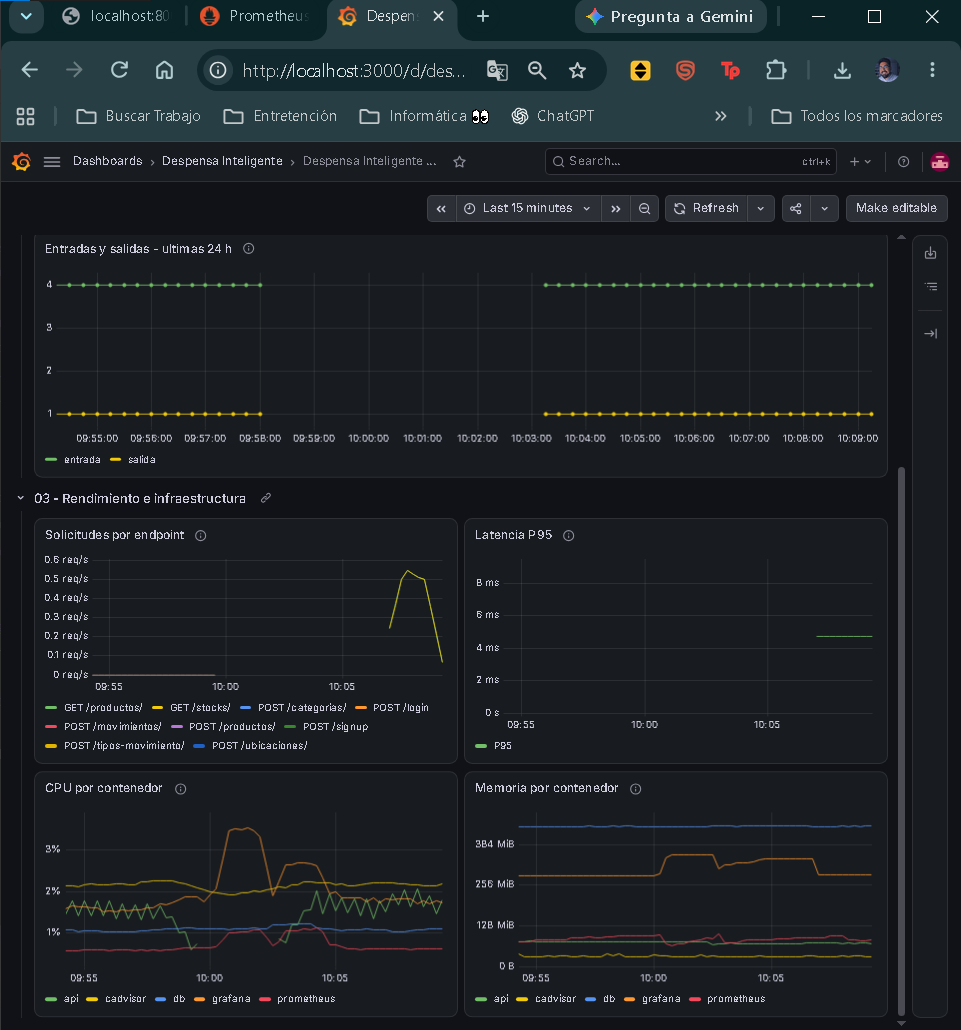 localhost:80
Prometheus
Despens
Pregunta a Gemini
http://localhost:3000/d/des...
Tp
Buscar Trabajo
Entretención
Informática 👀
ChatGPT
»
Todos los marcadores
Dashboards › Despensa Inteligente › Despensa Inteligente ...
Search...
ctrl+k
Last 15 minutes
Refresh
Make editable
Entradas y salidas - ultimas 24 h
4
3
2
1
09:55:00 09:56:00 09:57:00 09:58:00 09:59:00 10:00:00 10:01:00 10:02:00 10:03:00 10:04:00 10:05:00 10:06:00 10:07:00 10:08:00 10:09:00
entrada salida
03 - Rendimiento e infraestructura
Solicitudes por endpoint
0.6 req/s
0.5 req/s
0.4 req/s
0.3 req/s
0.2 req/s
0.1 req/s
0 req/s
09:55 10:00 10:05
GET /productos/ GET /stocks/ POST /categorias/ POST /login
POST /movimientos/ POST /productos/ POST /signup
POST /tipos-movimiento/ POST /ubicaciones/
Latencia P95
8 ms
6 ms
4 ms
2 ms
0 s
09:55 10:00 10:05
P95
CPU por contenedor
3%
2%
1%
09:55 10:00 10:05
api cadvisor db grafana prometheus
Memoria por contenedor
384 MiB
256 MiB
128 MiB
0 B
09:55 10:00 10:05
api cadvisor db grafana prometheus